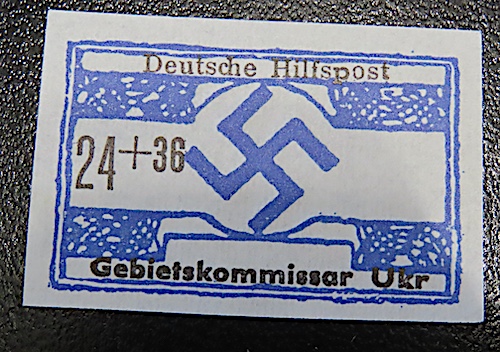 Deutsche Hilfspost
24+36
Gebietskommissar Ukr